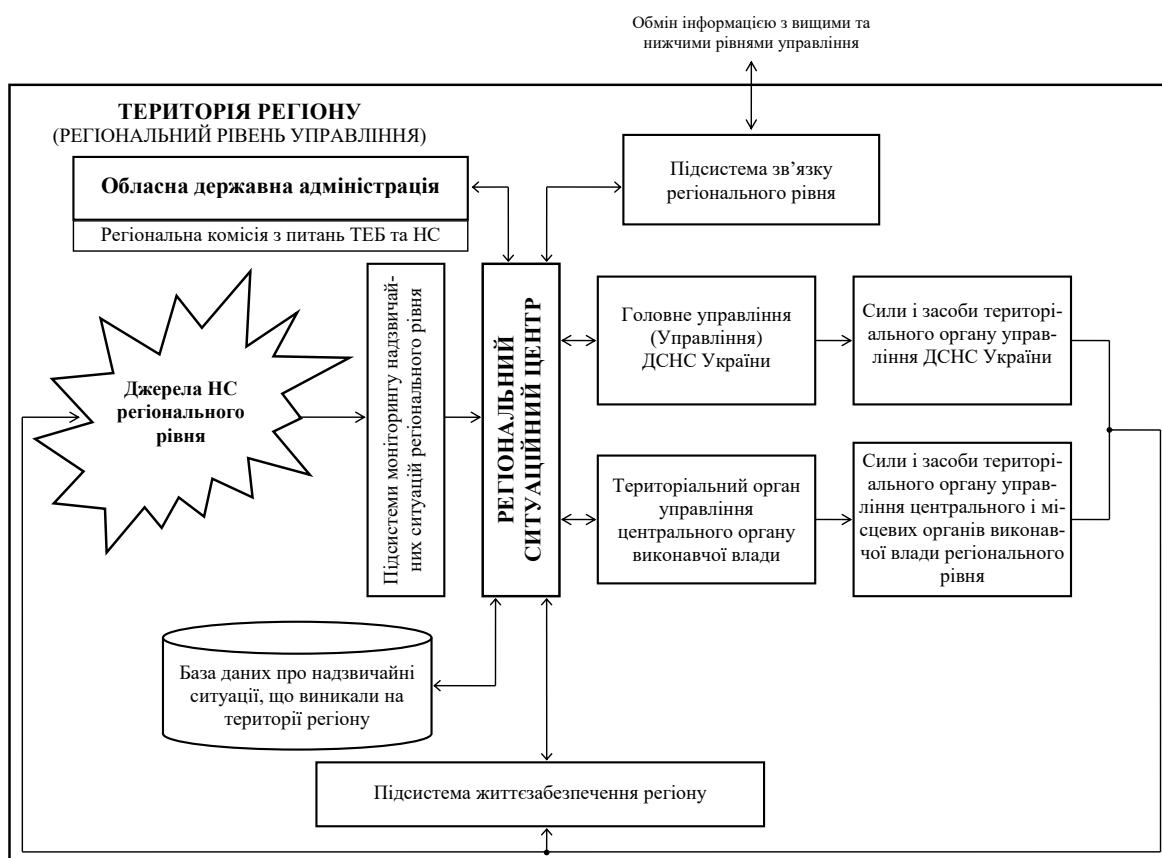 Обмін інформацією з вищими та
нижчими рівнями управління
ТЕРИТОРІЯ РЕГІОНУ
(РЕГІОНАЛЬНИЙ РІВЕНЬ УПРАВЛІННЯ)
Обласна державна адміністрація
Регіональна комісія з питань ТЕБ та НС
Підсистема зв’язку
регіонального рівня
Джерела НС
регіонального
рівня
Підсистеми моніторингу надзвичай-
них ситуацій регіонального рівня
РЕГІОНАЛЬНИЙ
СИТУАЦІЙНИЙ ЦЕНТР
Головне управління
(Управління)
ДСНС України
Сили і засоби територі-
ального органу управ-
ління ДСНС України
Територіальний орган
управління
центрального органу
виконавчої влади
Сили і засоби територі-
ального органу управ-
ління центрального і мі-
сцевих органів виконав-
чої влади регіонального
рівня
База даних про надзвичайні
ситуації, що виникали на
території регіону
Підсистема життєзабезпечення регіону